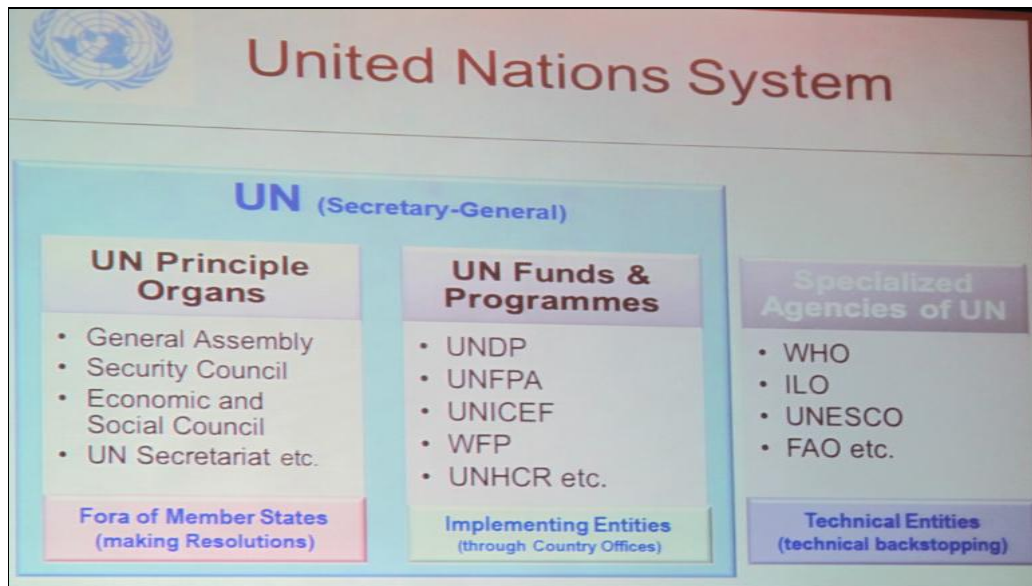 United Nations System
UN (Secretary-General)
UN Principle
Organs
• General Assembly
• Security Council
• Economic and
Social Council
• UN Secretariat etc.
Fora of Member States
(making Resolutions)
UN Funds &
Programmes
• UNDP
• UNFPA
• UNICEF
• WFP
• UNHCR etc.
Implementing Entities
(through Country Offices)
Specialized
Agencies of UN
• WHO
• ILO
• UNESCO
• FAO etc.
Technical Entities
(technical backstopping)